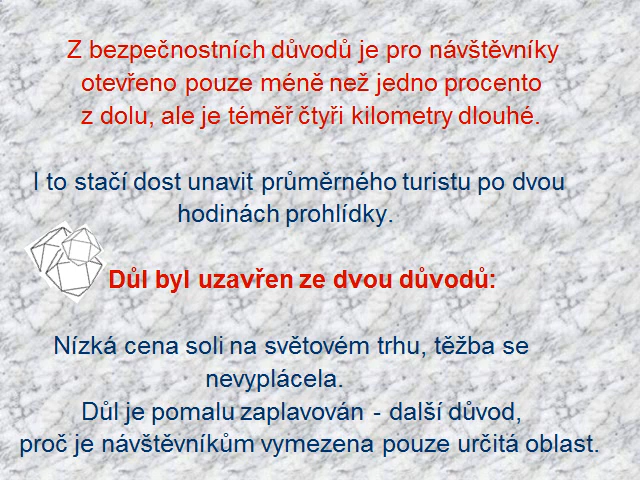 Z bezpečnostních důvodů je pro návštěvníky
otevřeno pouze méně než jedno procento
z dolu, ale je téměř čtyři kilometry dlouhé.
I to stačí dost unavit průměrného turistu po dvou
hodinách prohlídky.
Důl byl uzavřen ze dvou důvodů:
Nízká cena soli na světovém trhu, těžba se
nevyplácela.
Důl je pomalu zaplavován - další důvod,
proč je návštěvníkům vymezena pouze určitá oblast.